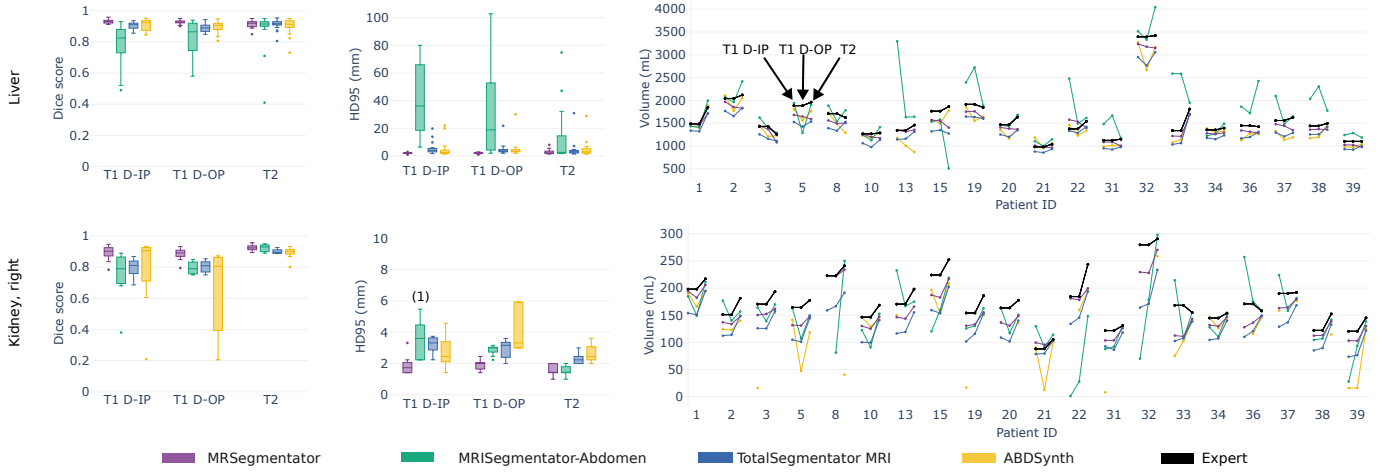 Liver
Dice score
1
0.8
0.6
0.4
0.2
0
T1 D-IP T1 D-OP T2
HD95 (mm)
100
80
60
40
20
0
T1 D-IP T1 D-OP T2
Volume (mL)
4000
3500
3000
2500
2000
1500
1000
500
T1 D-IP T1 D-OP T2
1 2 3 5 8 10 13 15 19 20 21 22 31 32 33 34 36 37 38 39
Patient ID
Kidney, right
Dice score
1
0.8
0.6
0.4
0.2
0
T1 D-IP T1 D-OP T2
HD95 (mm)
10
8
6
4
2
0
(1)
T1 D-IP T1 D-OP T2
Volume (mL)
300
250
200
150
100
50
0
1 2 3 5 8 10 13 15 19 20 21 22 31 32 33 34 36 37 38 39
Patient ID
MRSegmentator MRISegmentator-Abdomen TotalSegmentator MRI ABDSynth Expert